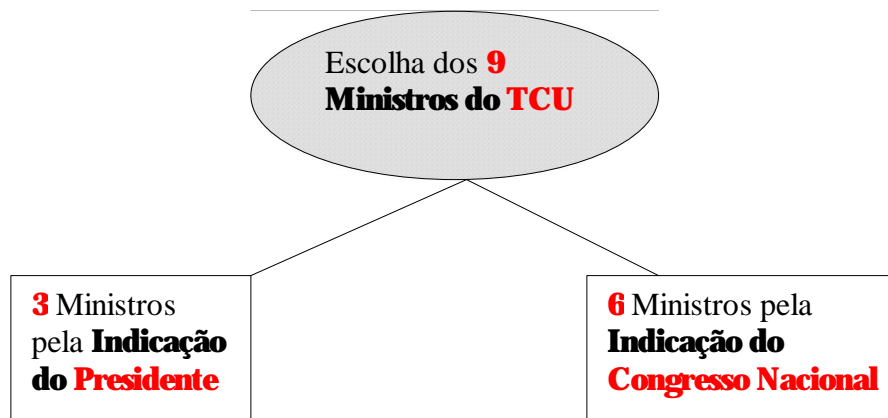 Escolha dos 9
Ministros do TCU
3 Ministros
pela Indicação
do Presidente
6 Ministros pela
Indicação do
Congresso Nacional